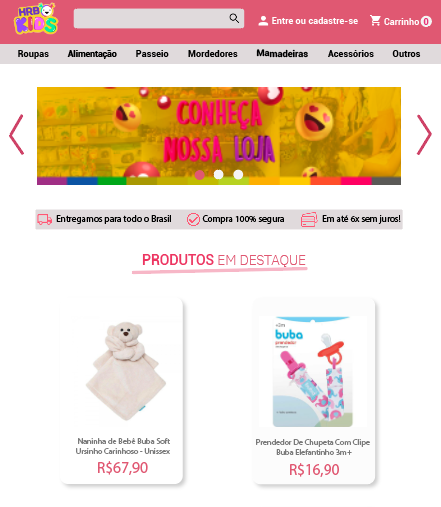 HRB
KIDS
Entre ou cadastre-se
Carrinho 0
Roupas Alimentação Passeio Mordedores Mamadeiras Acessórios Outros
CONHEÇA
NOSSA LOJA
Entregamos para todo o Brasil Compra 100% segura Em até 6x sem juros!
PRODUTOS EM DESTAQUE
buba
prendedor
Naninha de Bebê Buba Soft
Ursinho Carinhoso - Unissex
R$67,90
Prendedor De Chupeta Com Clipe
Buba Elefantinho 3m+
R$16,90